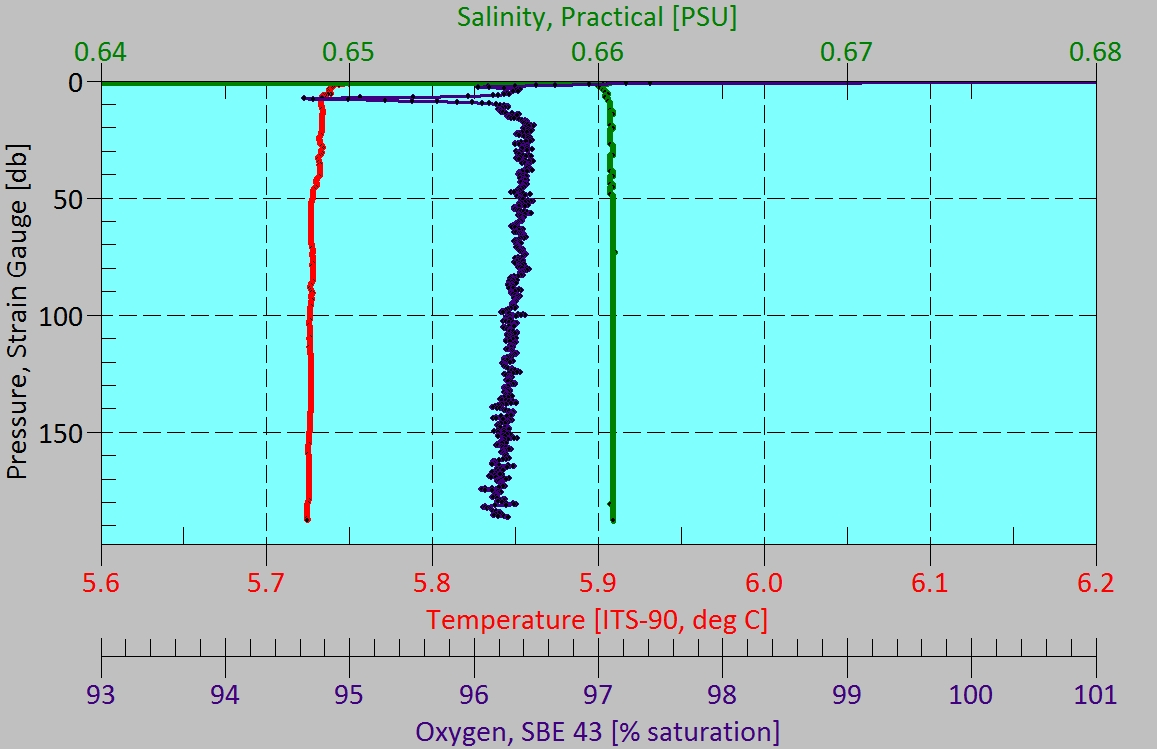 Salinity, Practical [PSU]
0.64 0.65 0.66 0.67 0.68
Pressure, Strain Gauge [db]
0
50
100
150
5.6 5.7 5.8 5.9 6.0 6.1 6.2
Temperature [ITS-90, deg C]
93 94 95 96 97 98 99 100 101
Oxygen, SBE 43 [% saturation]